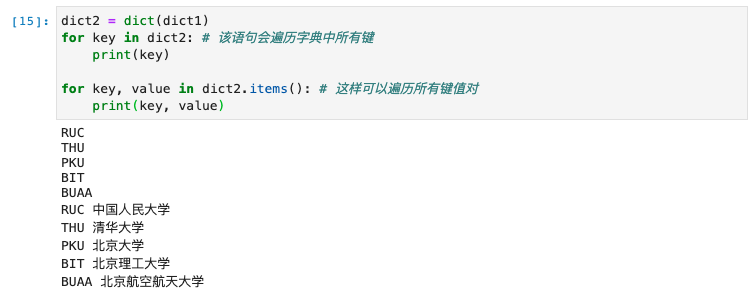 [15]: dict2 = dict(dict1)
for key in dict2: # 该语句会遍历字典中所有键
    print(key)

for key, value in dict2.items(): # 这样可以遍历所有键值对
    print(key, value)
RUC
THU
PKU
BIT
BUAA
RUC 中国人民大学
THU 清华大学
PKU 北京大学
BIT 北京理工大学
BUAA 北京航空航天大学